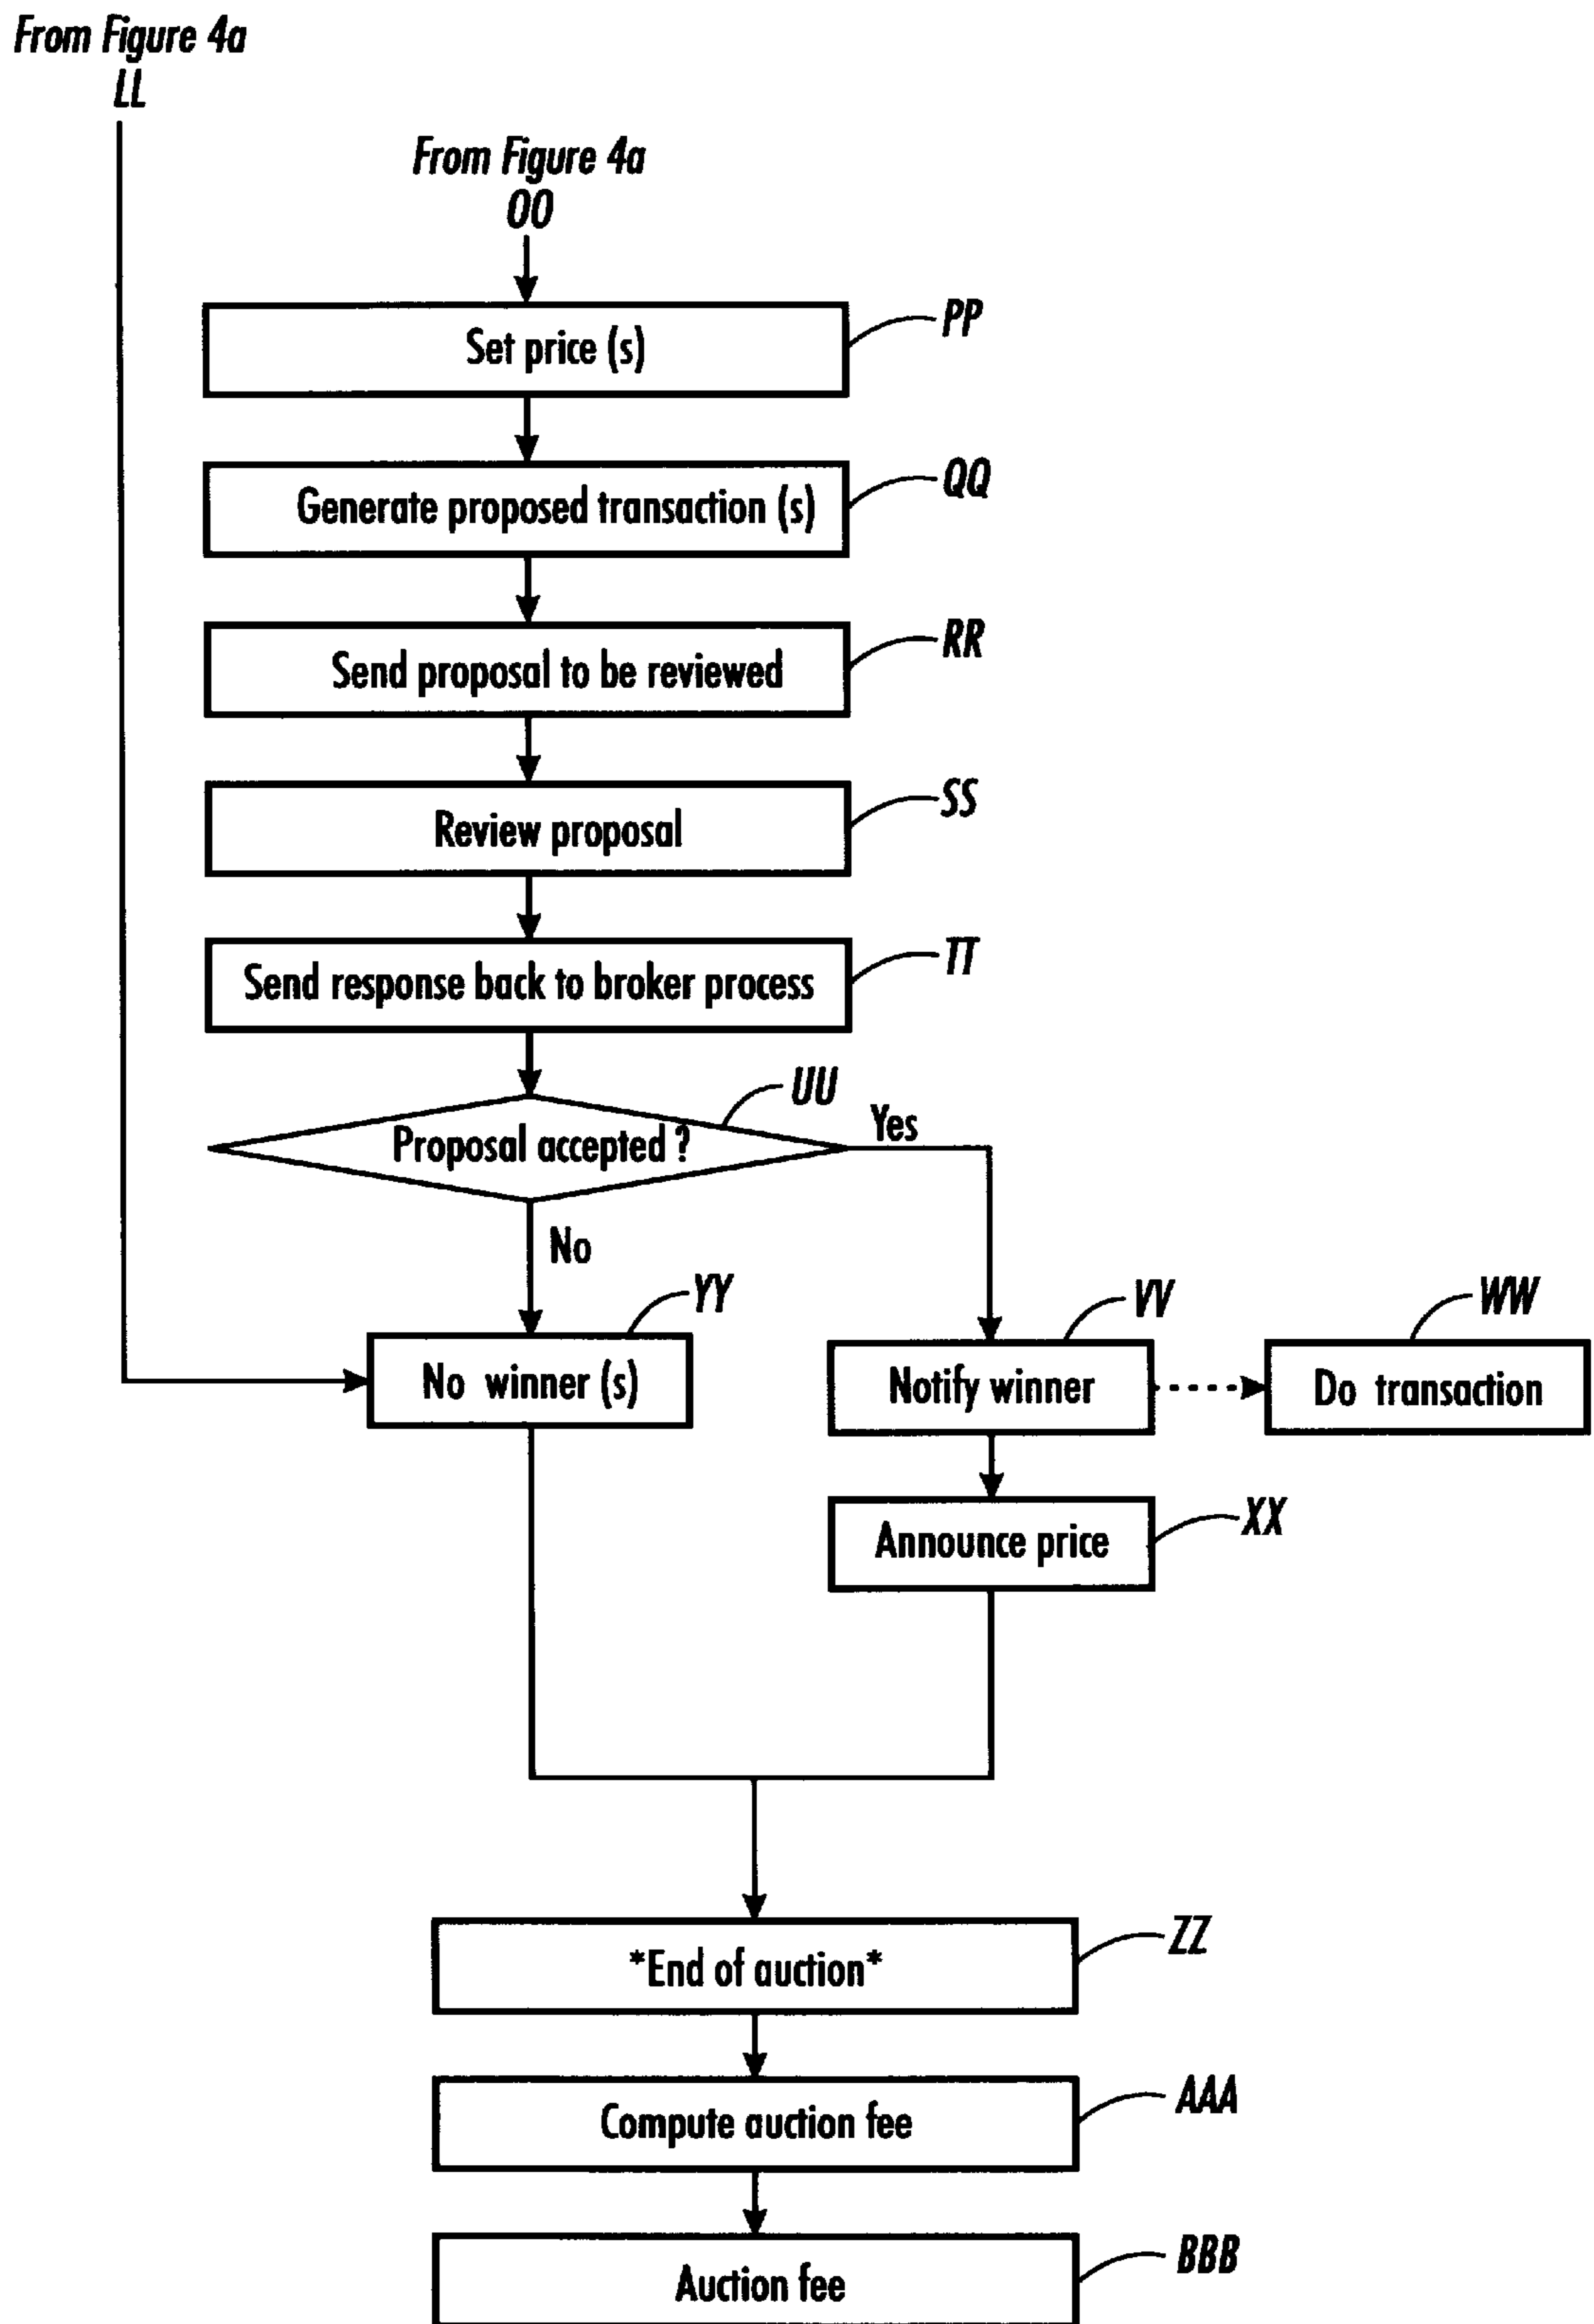 From Figure 4a
LL
From Figure 4a
OO
Set price (s)
PP
Generate proposed transaction (s)
QQ
Send proposal to be reviewed
RR
Review proposal
SS
Send response back to broker process
TT
Proposal accepted ?
UU
Yes
No
No winner (s)
YY
Notify winner
VV
Do transaction
WW
Announce price
XX
*End of auction*
ZZ
Compute auction fee
AAA
Auction fee
BBB